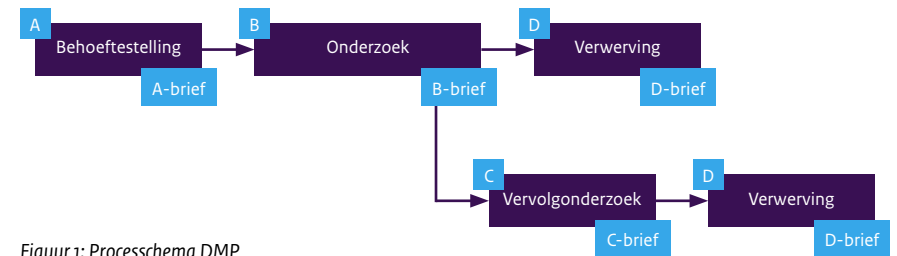 A
Behoeftestelling
A-brief
B
Onderzoek
B-brief
D
Verwerving
D-brief
C
Vervolgonderzoek
C-brief
D
Verwerving
D-brief
Figuur 1: Processchema DMP